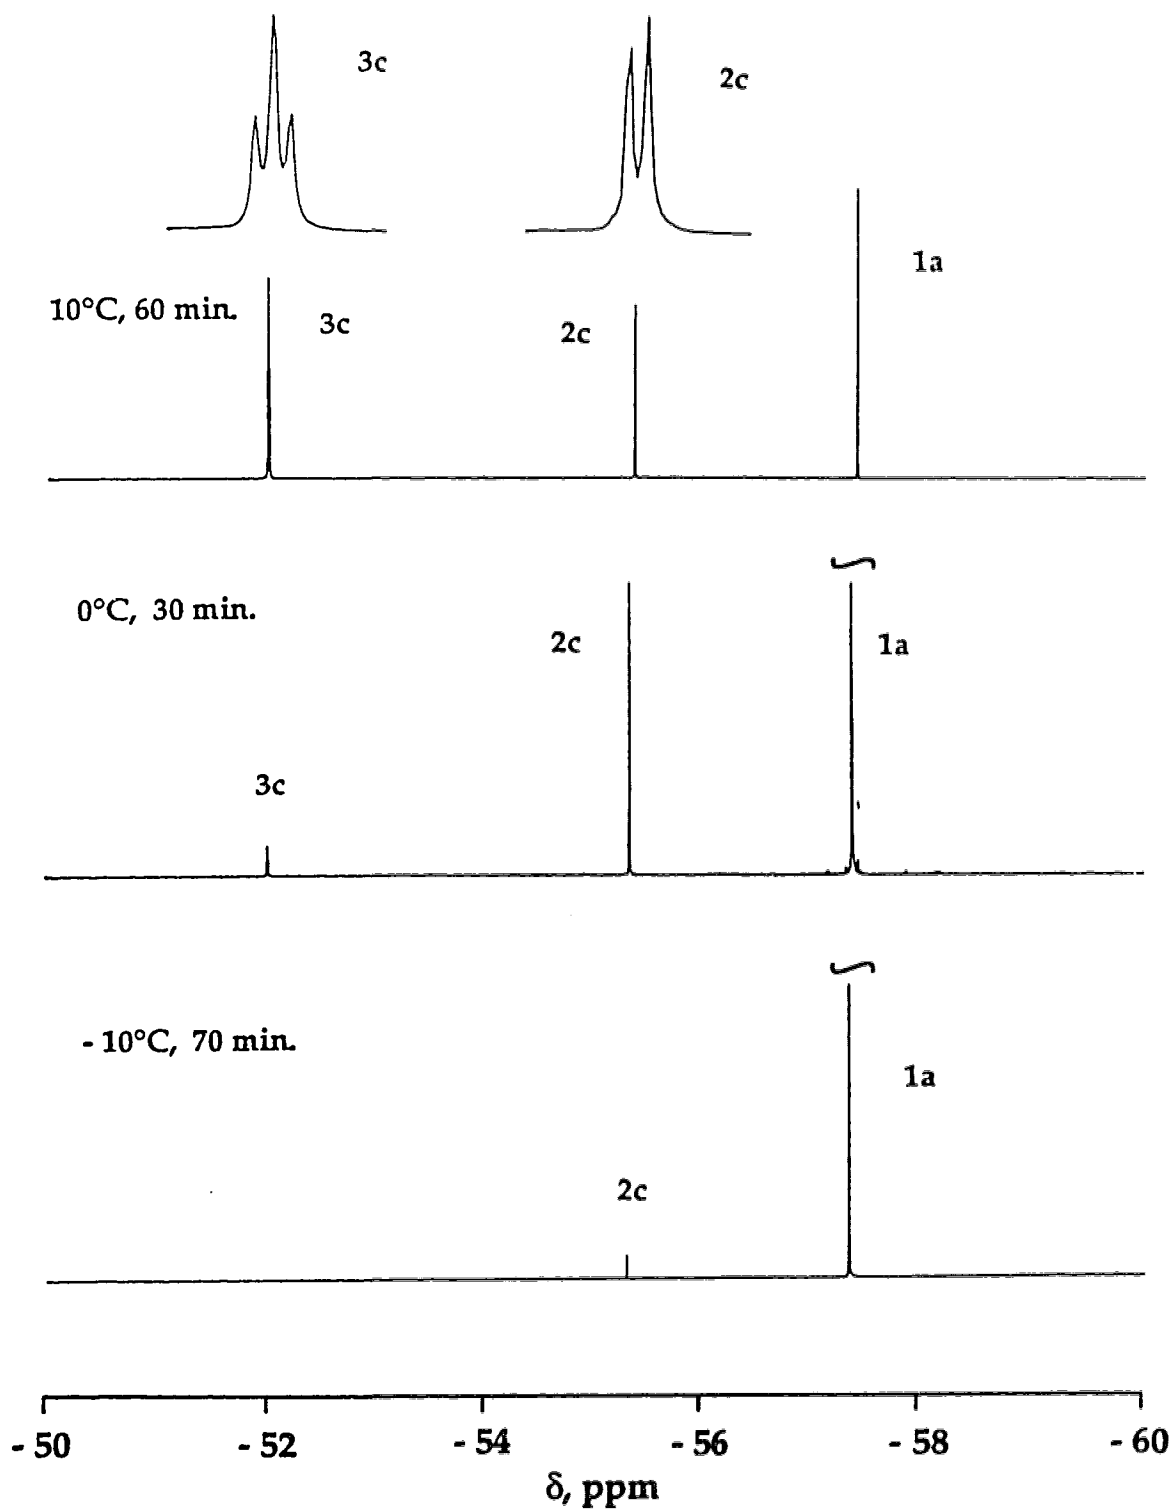 3c
2c
1a
10°C, 60 min.
3c
2c
0°C, 30 min.
2c
1a
3c
- 10°C, 70 min.
1a
2c
- 50 - 52 - 54 - 56 - 58 - 60
δ, ppm